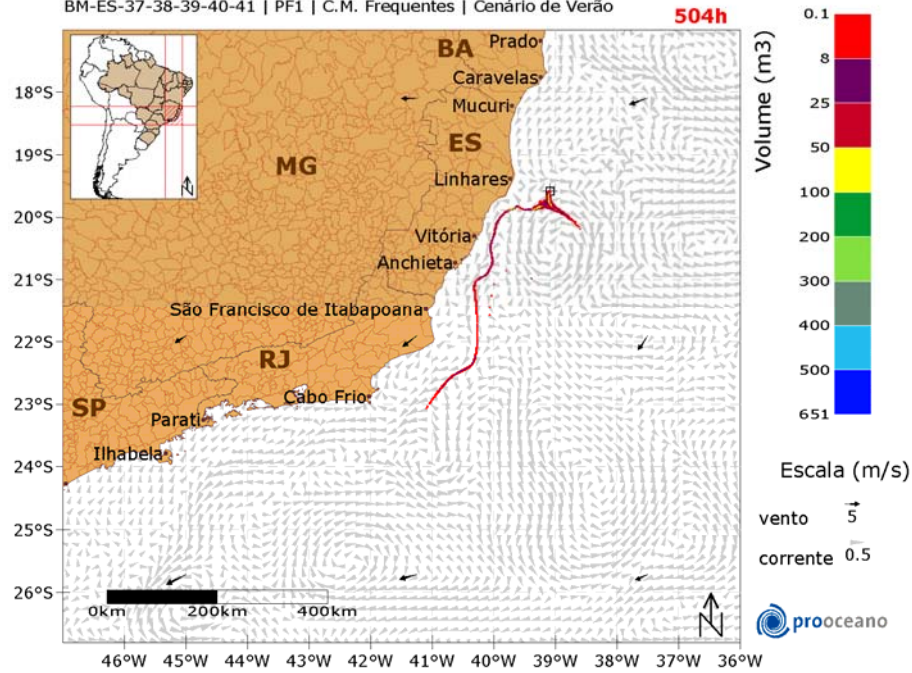 BM-ES-37-38-39-40-41 | PF1 | C.M. Frequentes | Cenário de Verão
504h
BA
Prado
Caravelas
Mucuri
ES
MG
Linhares
Vitória
Anchieta
São Francisco de Itabapoana
RJ
Cabo Frio
SP
Parati
Ilhabela
18°S
19°S
20°S
21°S
22°S
23°S
24°S
25°S
26°S
0km
200km
400km
N
N
46°W
45°W
44°W
43°W
42°W
41°W
40°W
39°W
38°W
37°W
36°W
Volume (m3)
0.1
8
25
50
100
200
300
400
500
651
Escala (m/s)
vento 5
corrente 0.5
prooceano